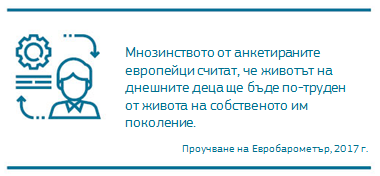 Мнозинството от анкетираните
европейци считат, че животът на
днешните деца ще бъде по-труден
от живота на собственото им
поколение.
Проучване на Евробарометър, 2017 г.